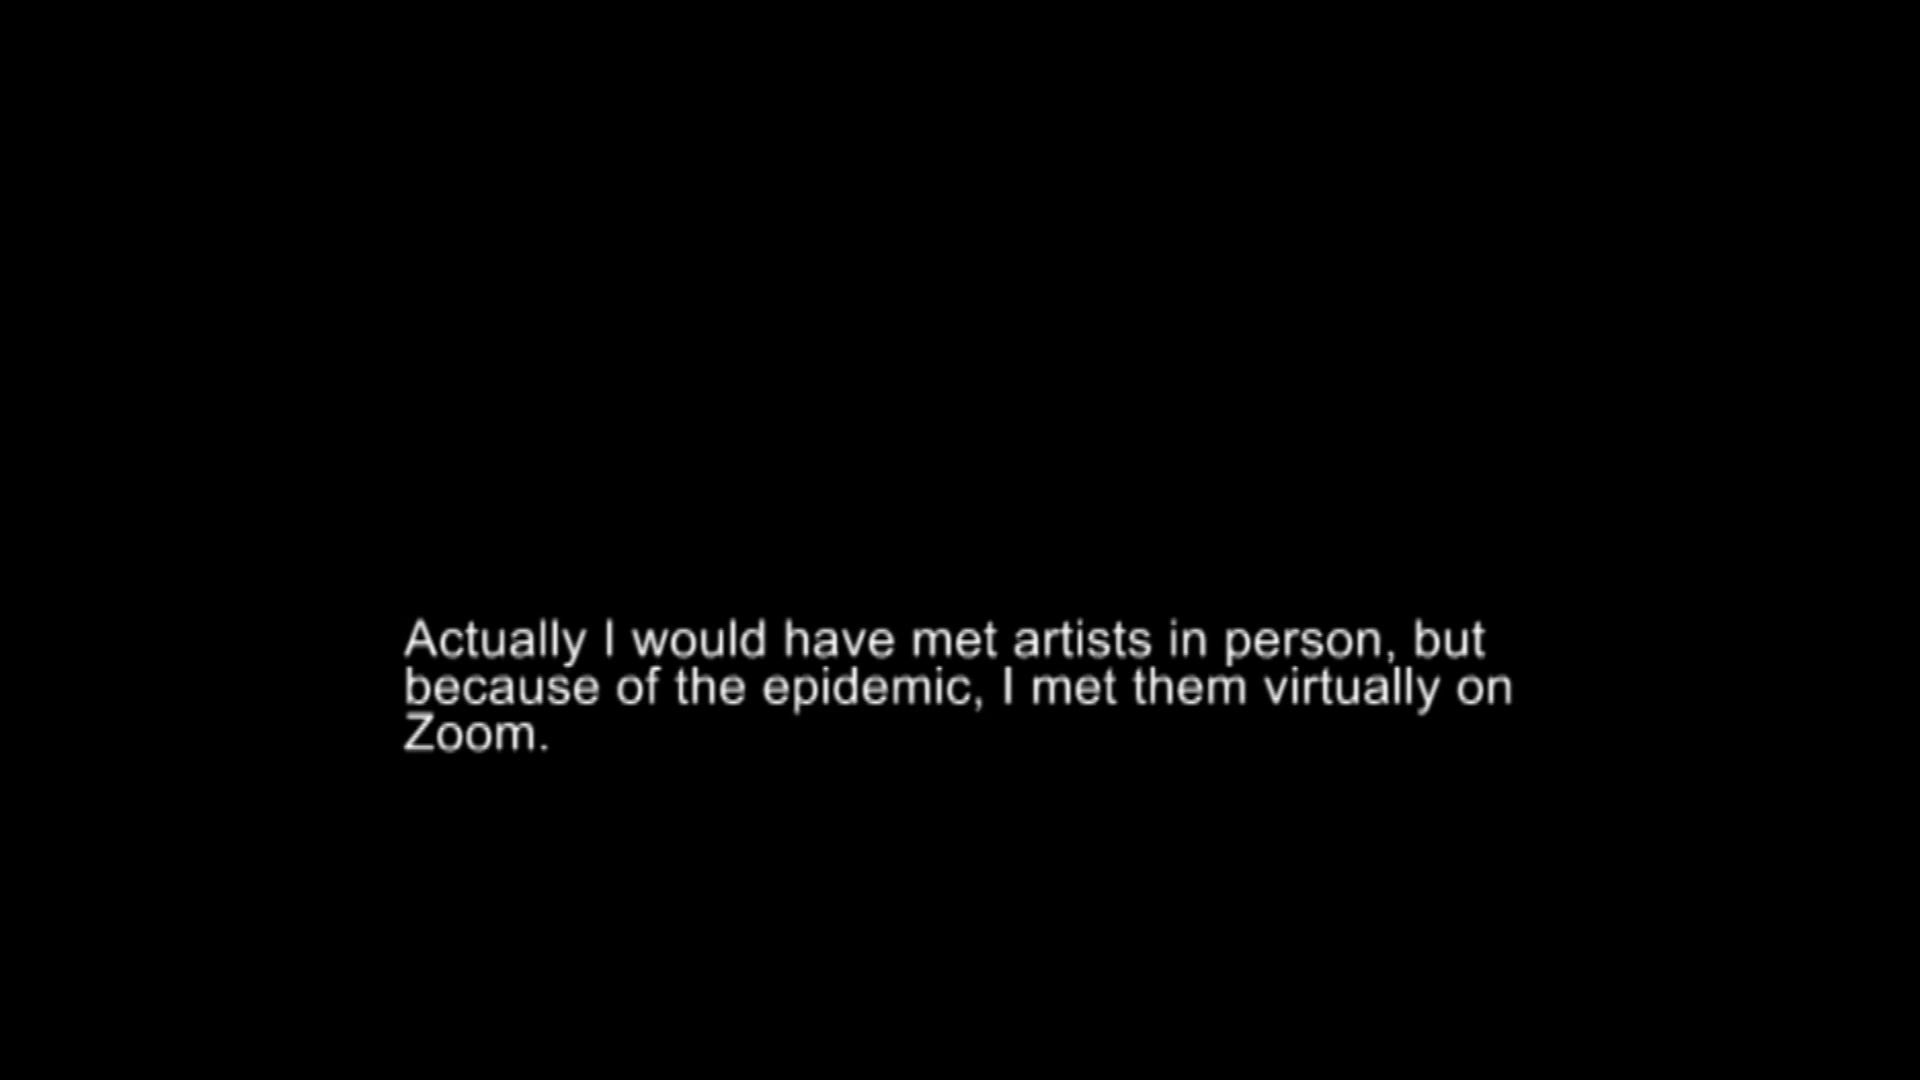 Actually I would have met artists in person, but
because of the epidemic, I met them virtually on
Zoom.